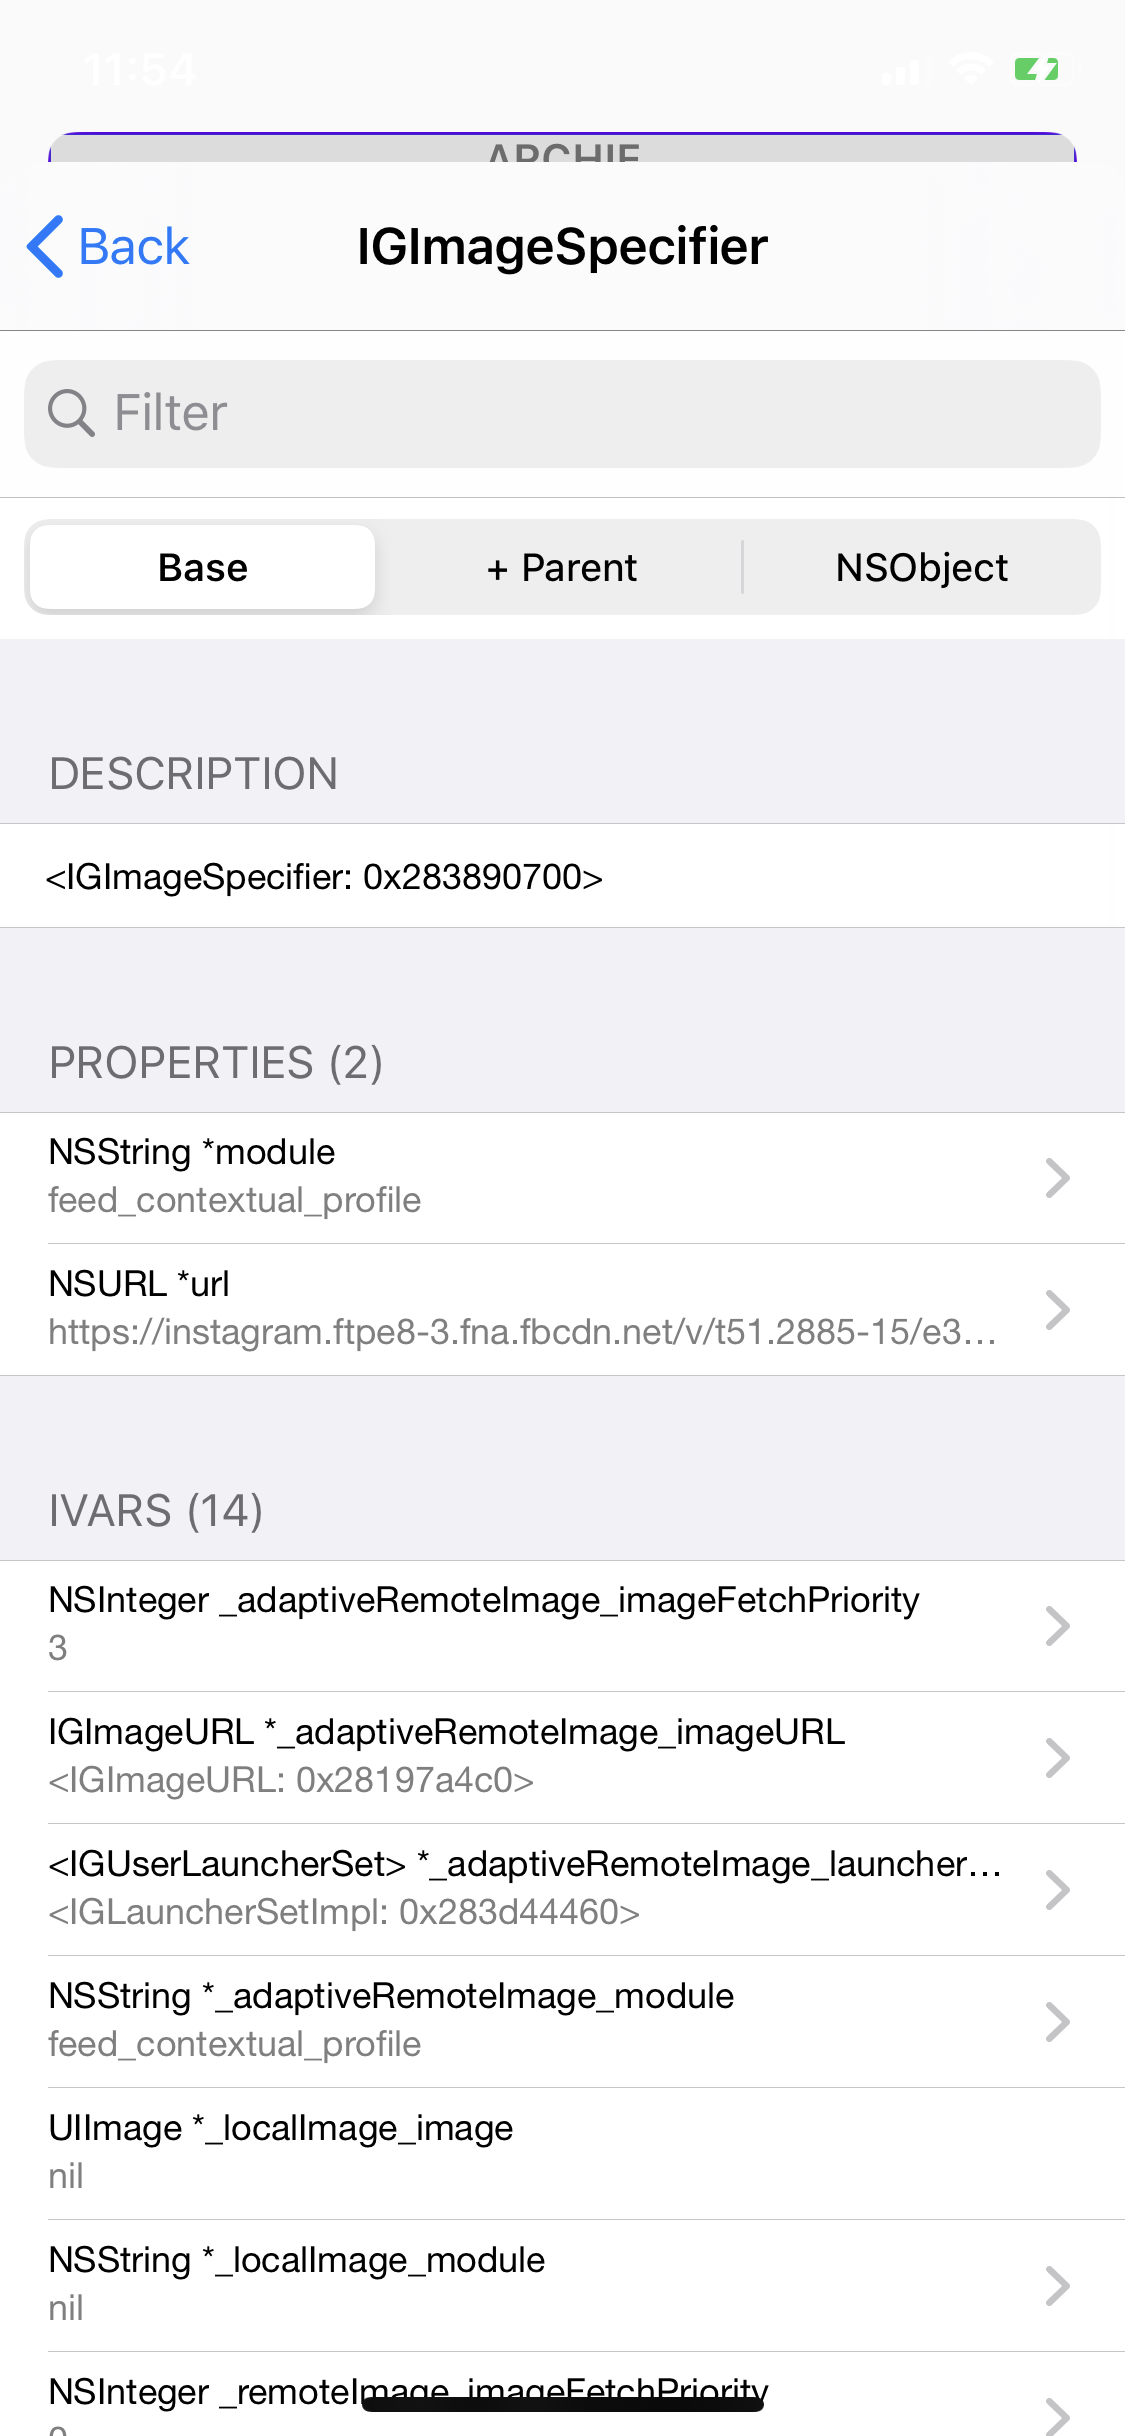 11:54
ARCHIE
Back
IGImageSpecifier
Filter
Base
+ Parent
NSObject
DESCRIPTION
<IGImageSpecifier: 0x283890700>
PROPERTIES (2)
NSString *module
feed_contextual_profile
NSURL *url
https://instagram.ftpe8-3.fna.fbcdn.net/v/t51.2885-15/e3…
IVARS (14)
NSInteger _adaptiveRemoteImage_imageFetchPriority
3
IGImageURL *_adaptiveRemoteImage_imageURL
<IGImageURL: 0x28197a4c0>
<IGUserLauncherSet> *_adaptiveRemoteImage_launcher…
<IGLauncherSetImpl: 0x283d44460>
NSString *_adaptiveRemoteImage_module
feed_contextual_profile
UIImage *_localImage_image
nil
NSString *_localImage_module
nil
NSInteger _remoteImage_imageFetchPriority